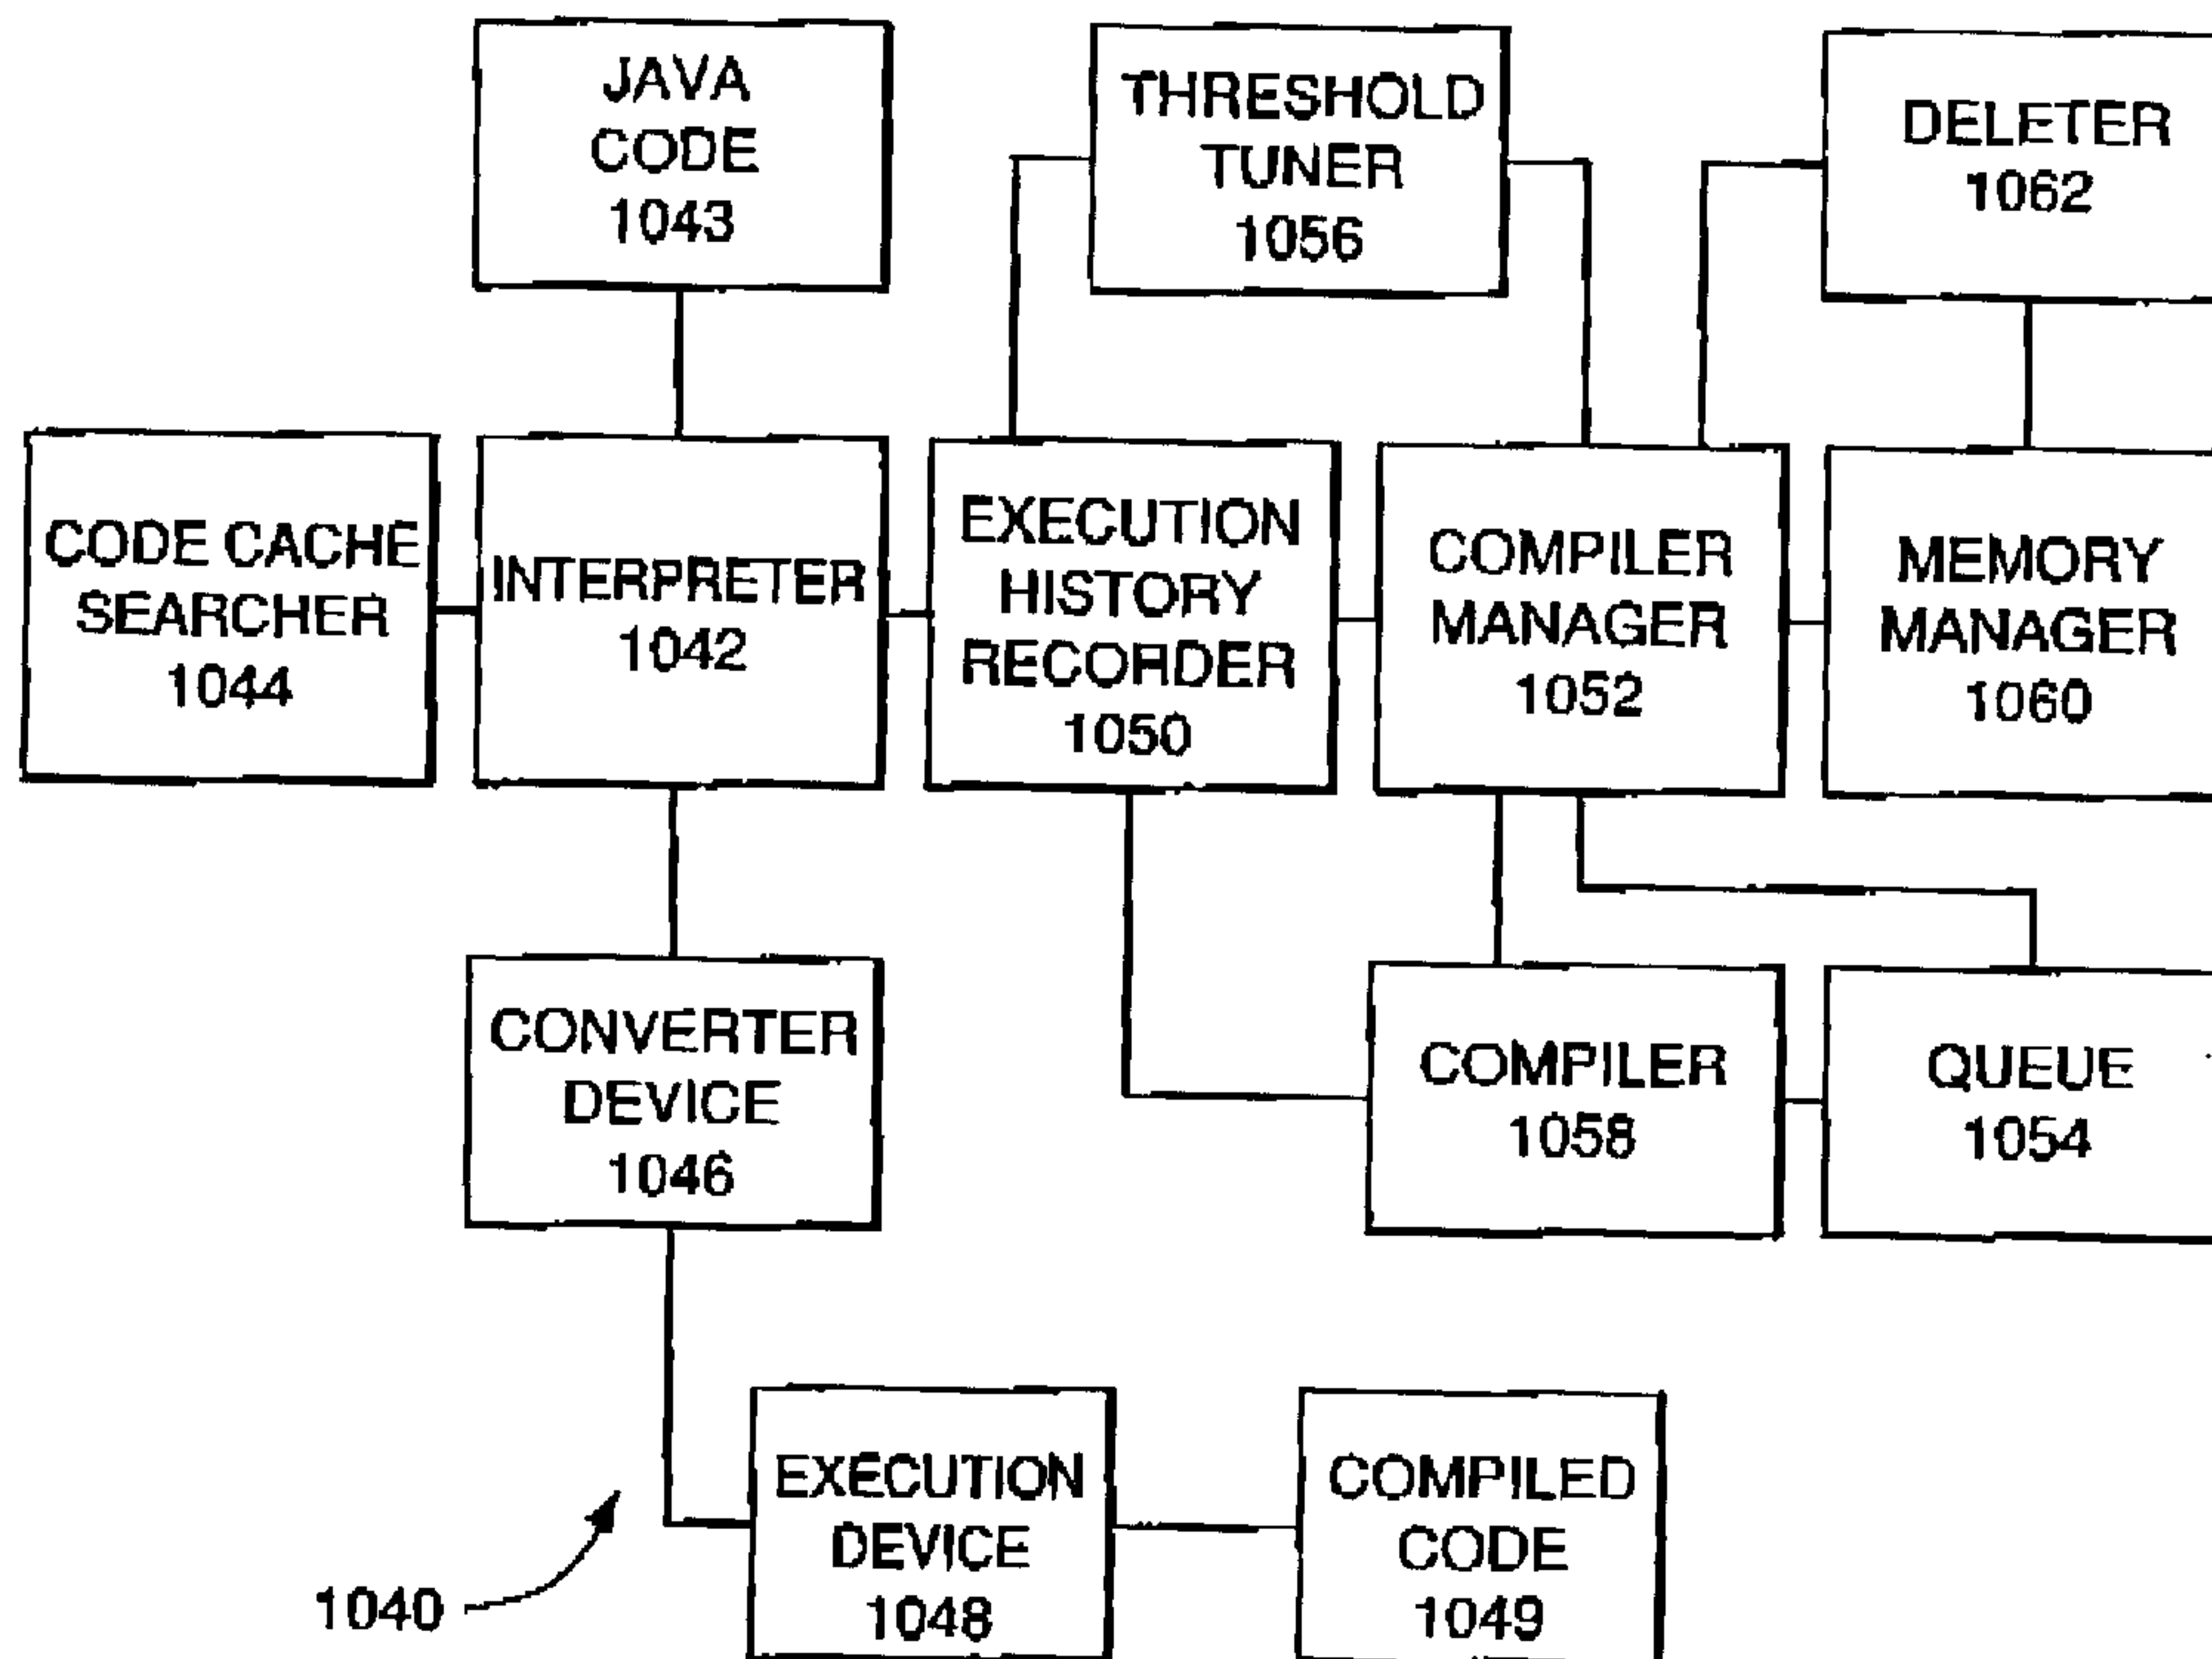 JAVA
CODE
1043
THRESHOLD
TUNER
1056
DELETER
1062
CODE CACHE
SEARCHER
1044
INTERPRETER
1042
EXECUTION
HISTORY
RECORDER
1050
COMPILER
MANAGER
1052
MEMORY
MANAGER
1060
CONVERTER
DEVICE
1046
COMPILER
1058
QUEUE
1054
EXECUTION
DEVICE
1048
COMPILED
CODE
1049
1040